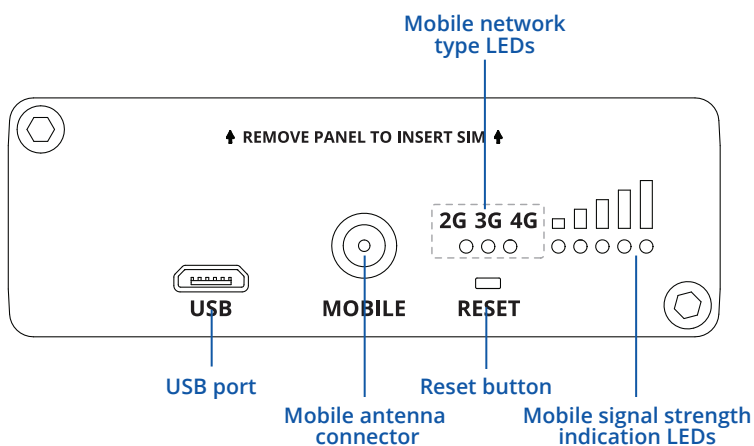 Mobile network
type LEDs
REMOVE PANEL TO INSERT SIM
2G 3G 4G
USB
MOBILE
RESET
USB port
Reset button
Mobile antenna
connector
Mobile signal strength
indication LEDs